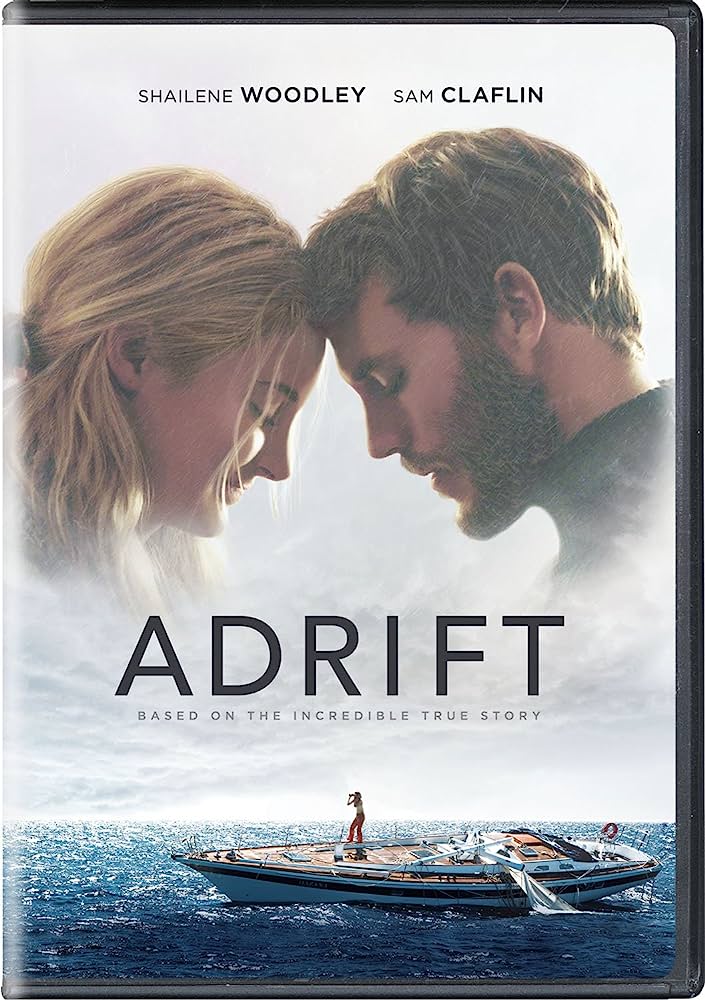 SHAILENE WOODLEY SAM CLAFLIN
ADRIFT
BASED ON THE INCREDIBLE TRUE STORY